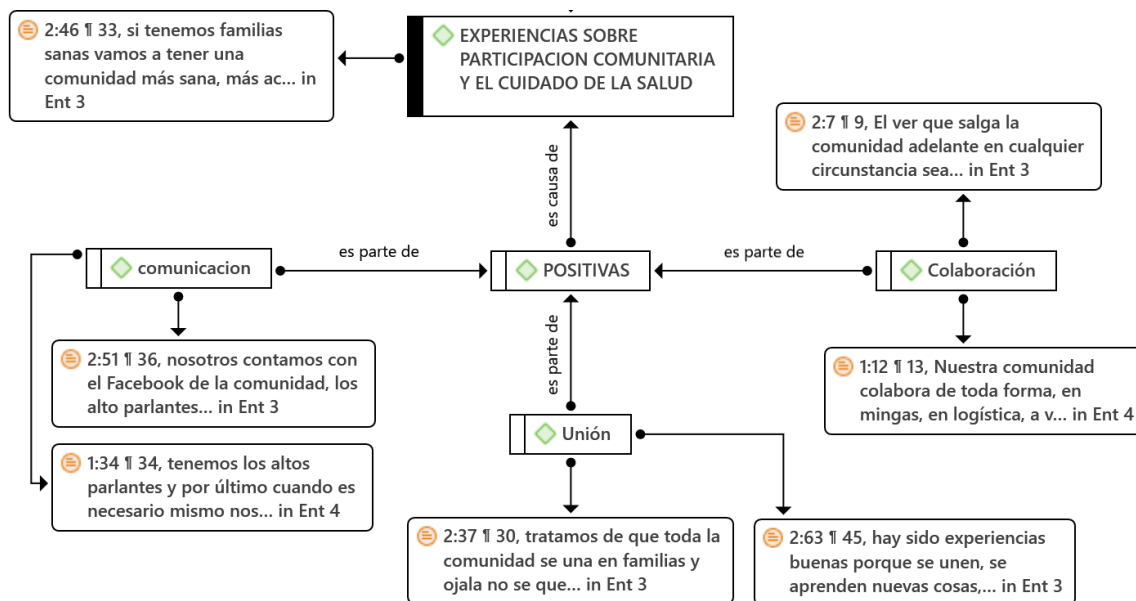 2:46 ¶ 33, si tenemos familias
sanas vamos a tener una
comunidad más sana, más ac... in
Ent 3
EXPERIENCIAS SOBRE
PARTICIPACION COMUNITARIA
Y EL CUIDADO DE LA SALUD
2:7 ¶ 9, El ver que salga la
comunidad adelante en cualquier
circunstancia sea... in Ent 3
es causa de
comunicacion
es parte de
POSITIVAS
es parte de
Colaboración
2:51 ¶ 36, nosotros contamos con
el Facebook de la comunidad, los
alto parlantes... in Ent 3
es parte de
1:12 ¶ 13, Nuestra comunidad
colabora de toda forma, en
mingas, en logística, a v... in Ent 4
Unión
1:34 ¶ 34, tenemos los altos
parlantes y por último cuando es
necesario mismo nos... in Ent 4
2:37 ¶ 30, tratamos de que toda la
comunidad se una en familias y
ojala no se que... in Ent 3
2:63 ¶ 45, hay sido experiencias
buenas porque se unen, se
aprenden nuevas cosas,... in Ent 3